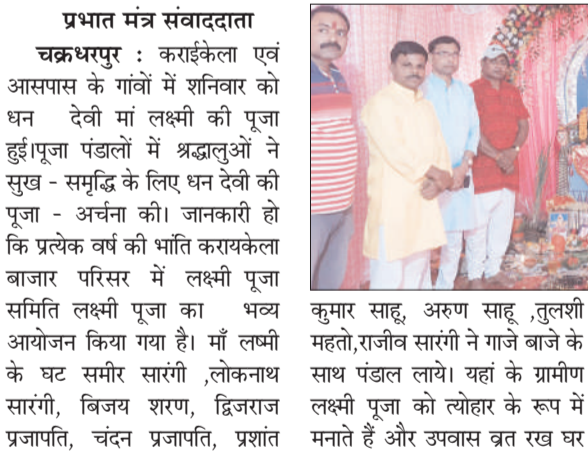 प्रभात मंत्र संवाददाता
चक्रधरपुर : कराईकेला एवं
आसपास के गांवों में शनिवार को
धन देवी मां लक्ष्मी की पूजा
हुई।पूजा पंडालों में श्रद्धालुओं ने
सुख - समृद्धि के लिए धन देवी की
पूजा - अर्चना की। जानकारी हो
कि प्रत्येक वर्ष की भांति करायकेला
बाजार परिसर में लक्ष्मी पूजा
समिति लक्ष्मी पूजा का भव्य
आयोजन किया गया है। माँ लष्मी
के घट समीर सारंगी ,लोकनाथ
सारंगी, बिजय शरण, द्विजराज
प्रजापति, चंदन प्रजापति, प्रशांत
कुमार साहू, अरुण साहू ,तुलशी
महतो,राजीव सारंगी ने गाजे बाजे के
साथ पंडाल लाये। यहां के ग्रामीण
लक्ष्मी पूजा को त्योहार के रूप में
मनाते हैं और उपवास ब्रत रख घर